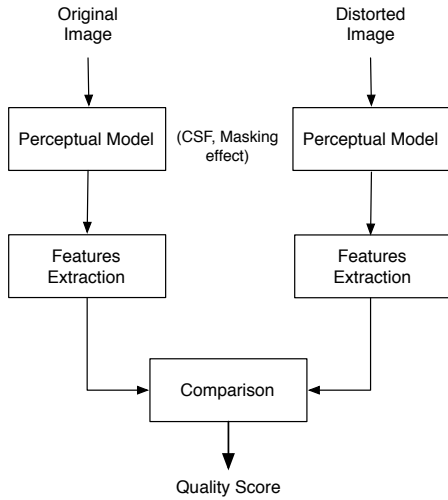 Original
Image
Distorted
Image
Perceptual Model
(CSF, Masking
effect)
Perceptual Model
Features
Extraction
Features
Extraction
Comparison
Quality Score